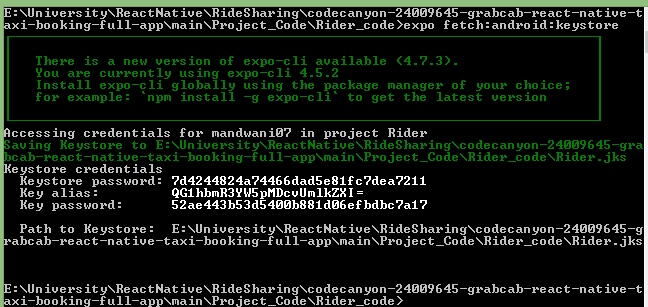 E:\University\ReactNative\RideSharing\codecanyon-24009645-grabcab-react-native-t
axi-booking-full-app\main\Project_Code\Rider_code>expo fetch:android:keystore
There is a new version of expo-cli available (4.7.3).
You are currently using expo-cli 4.5.2
Install expo-cli globally using the package manager of your choice;
for example: `npm install -g expo-cli` to get the latest version
Accessing credentials for mandwani07 in project Rider
Saving Keystore to E:\University\ReactNative\RideSharing\codecanyon-24009645-gra
bcab-react-native-taxi-booking-full-app\main\Project_Code\Rider_code\Rider.jks
Keystore credentials
Keystore password: 7d4244824a74466dad5e81fc7dea7211
Key alias: QG1hbmR3YW5pMDcvUmlkZXI=
Key password: 52ae443b53d5400b881d06efbdbc7a17
Path to Keystore: E:\University\ReactNative\RideSharing\codecanyon-24009645-g
rabcab-react-native-taxi-booking-full-app\main\Project_Code\Rider_code\Rider.jks
E:\University\ReactNative\RideSharing\codecanyon-24009645-grabcab-react-native-t
axi-booking-full-app\main\Project_Code\Rider_code>